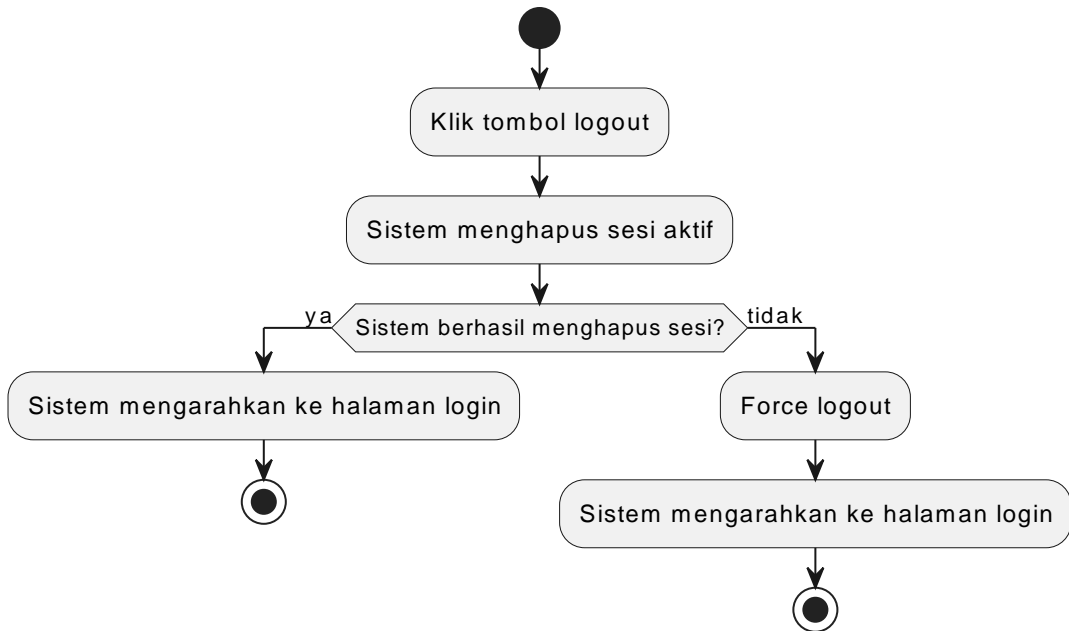 Klik tombol logout
Sistem menghapus sesi aktif
ya
Sistem berhasil menghapus sesi?
tidak
Sistem mengarahkan ke halaman login
Force logout
Sistem mengarahkan ke halaman login